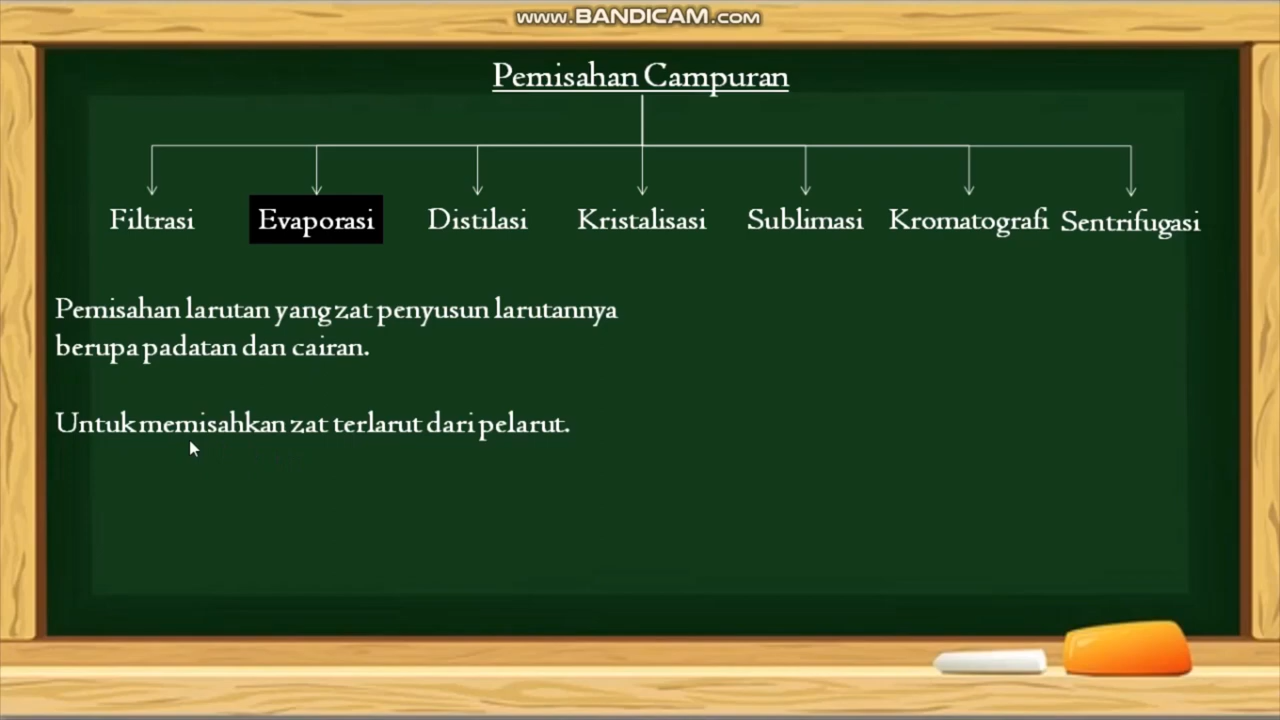 www.BANDICAM.com
Pemisahan Campuran
Filtrasi Evaporasi Distilasi Kristalisasi Sublimasi Kromatografi Sentrifugasi
Pemisahan larutan yang zat penyusun larutannya
berupa padatan dan cairan.
Untuk memisahkan zat terlarut dari pelarut.